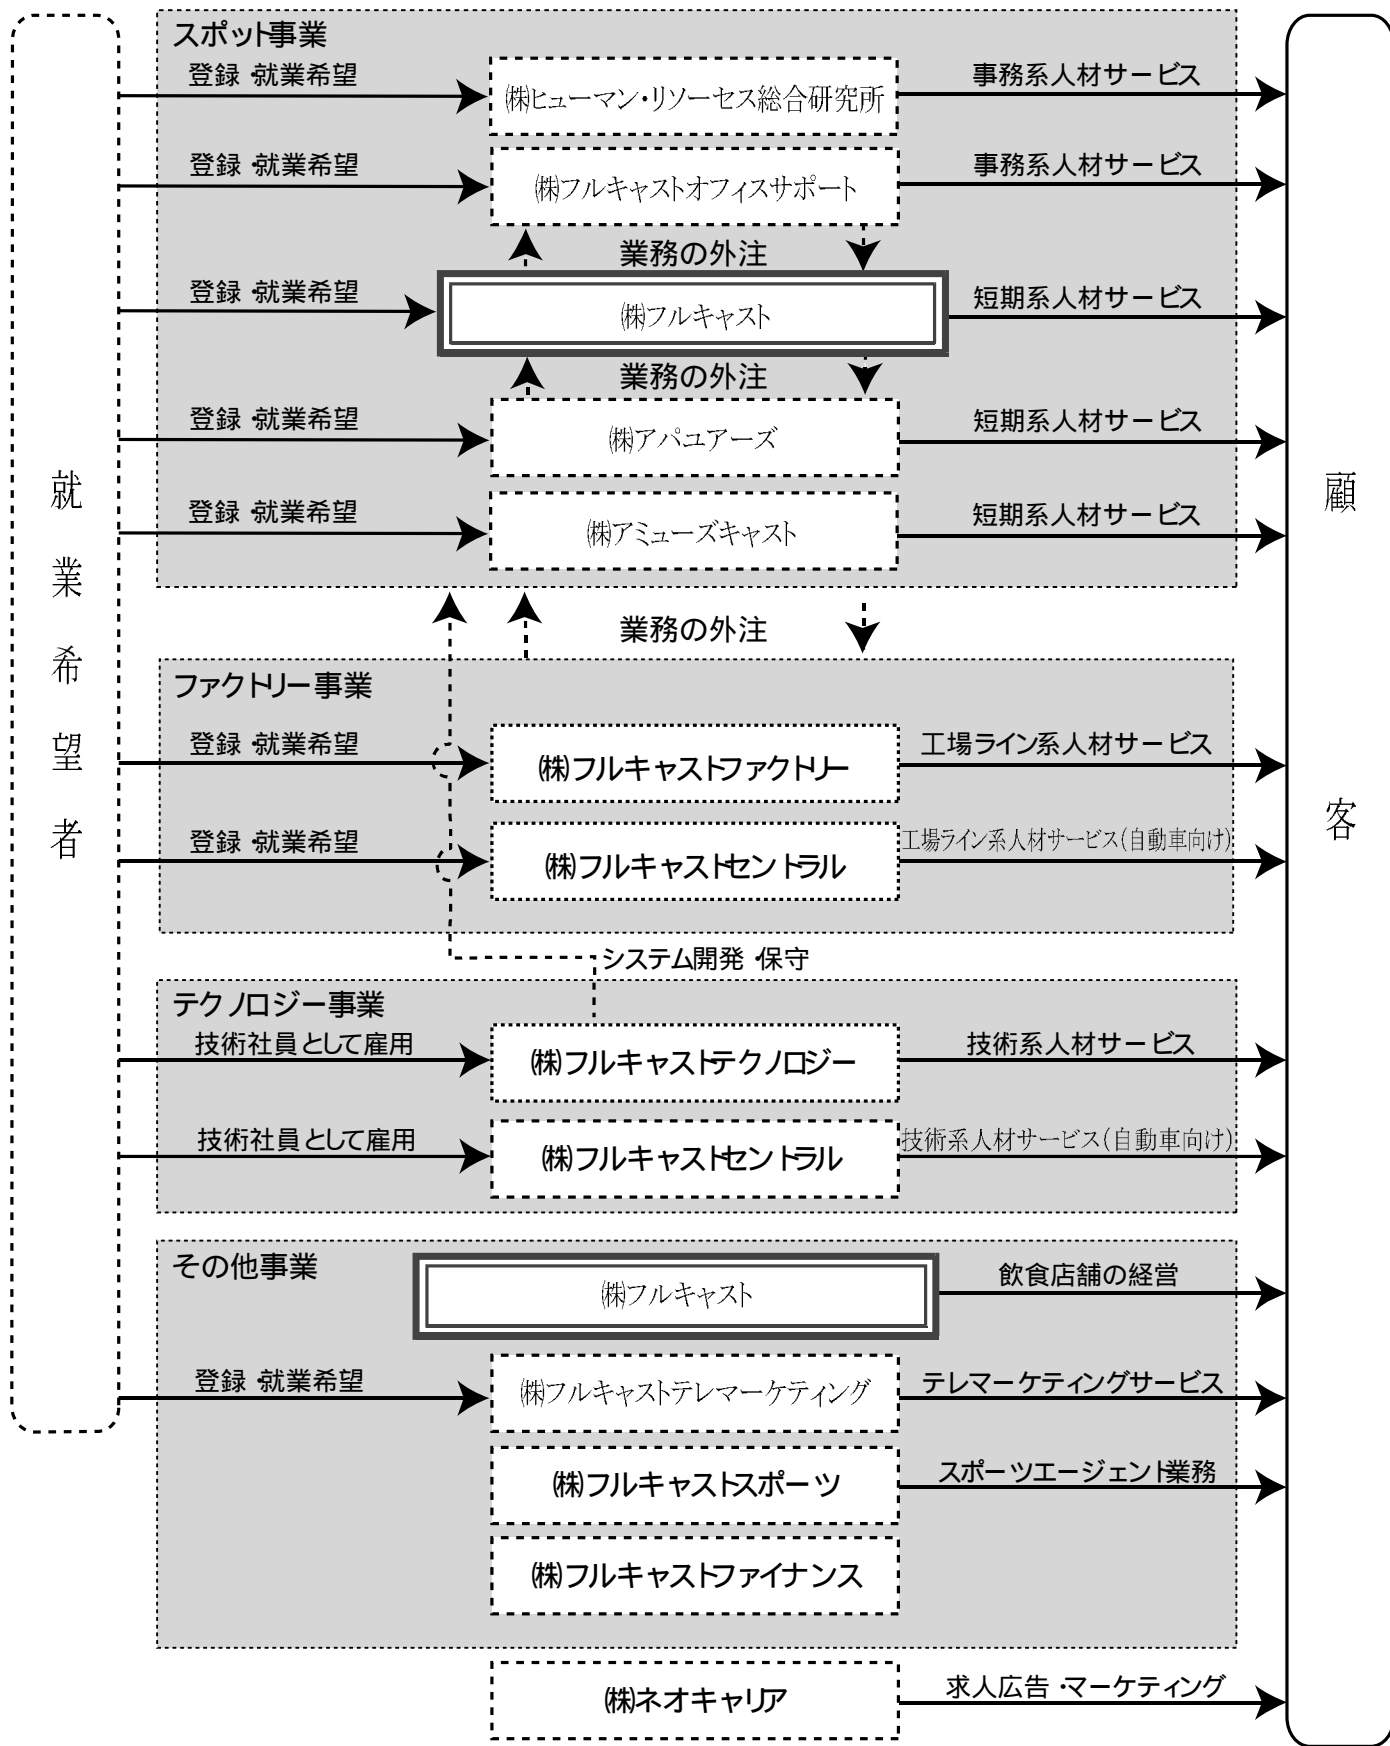 スポット事業
登録・就業希望
㈱ヒューマン・リソーセス総合研究所
事務系人材サービス
登録・就業希望
㈱フルキャストオフィスサポート
事務系人材サービス
業務の外注
登録・就業希望
㈱フルキャスト
短期系人材サービス
業務の外注
登録・就業希望
㈱アパユアーズ
短期系人材サービス
登録・就業希望
㈱アミューズキャスト
短期系人材サービス
就業希望者
顧客
業務の外注
ファクトリー事業
登録・就業希望
㈱フルキャストファクトリー
工場ライン系人材サービス
登録・就業希望
㈱フルキャストセントラル
工場ライン系人材サービス(自動車向け)
システム開発・保守
テクノロジー事業
技術社員として雇用
㈱フルキャストテクノロジー
技術系人材サービス
技術社員として雇用
㈱フルキャストセントラル
技術系人材サービス(自動車向け)
その他事業
㈱フルキャスト
飲食店舗の経営
登録・就業希望
㈱フルキャストテレマーケティング
テレマーケティングサービス
㈱フルキャストスポーツ
スポーツエージェント業務
㈱フルキャストファイナンス
㈱ネオキャリア
求人広告・マーケティング